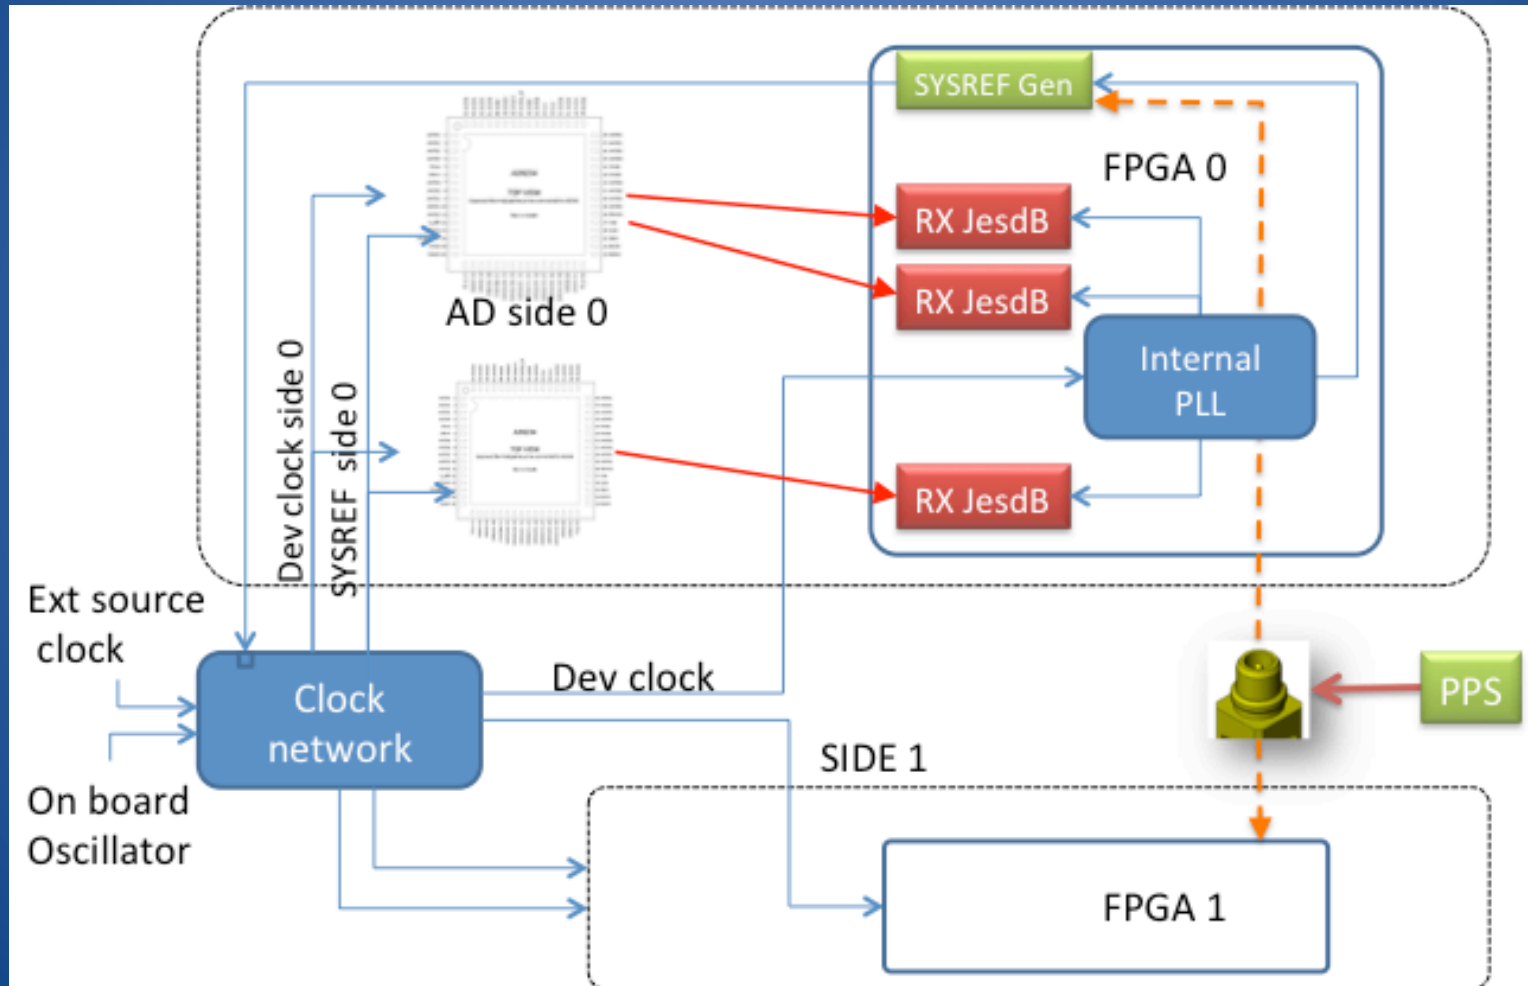 SYSREF Gen
FPGA 0
RX JesdB
RX JesdB
AD side 0
Internal
PLL
Dev clock side 0
SYSREF side 0
RX JesdB
Ext source
clock
Clock
network
Dev clock
PPS
SIDE 1
On board
Oscillator
FPGA 1